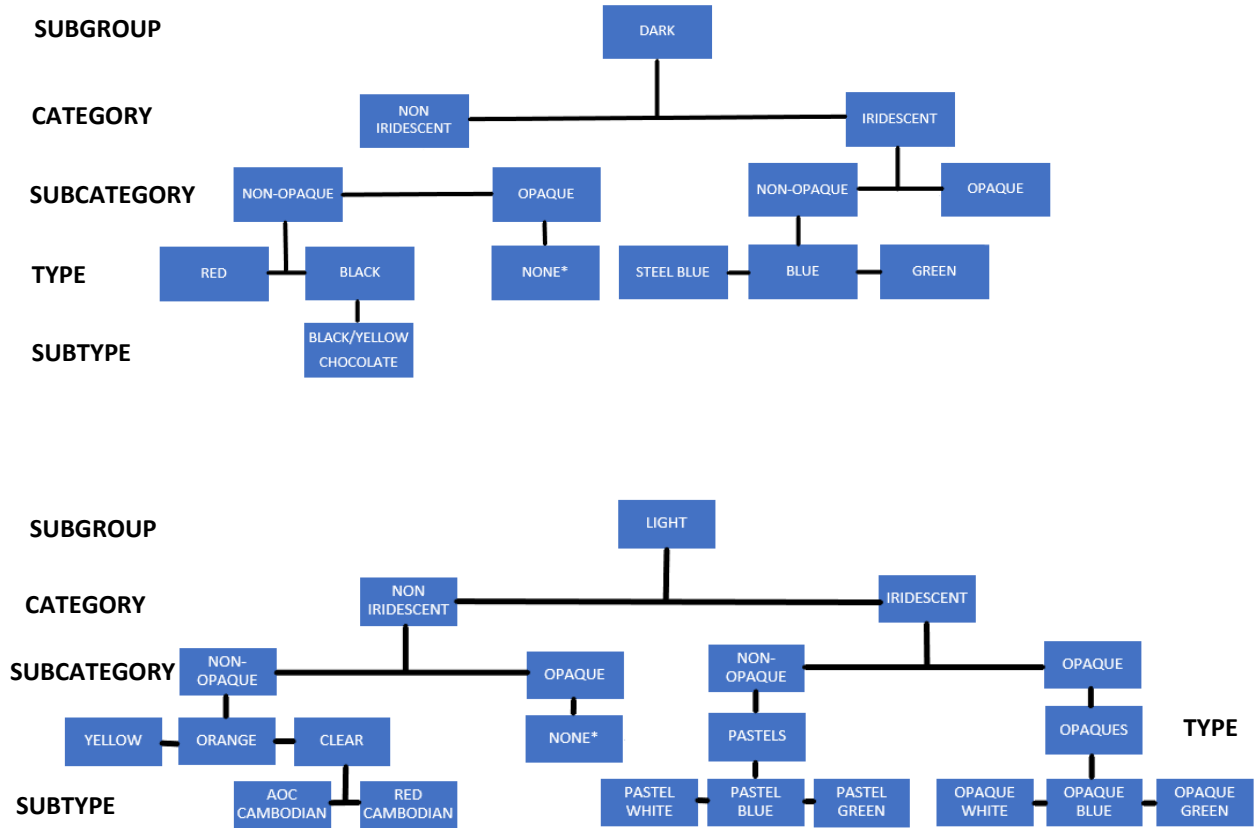 SUBGROUP
DARK
CATEGORY
NON
IRIDESCENT
IRIDESCENT
SUBCATEGORY
NON-OPAQUE
OPAQUE
NON-OPAQUE
OPAQUE
TYPE
RED
BLACK
NONE*
STEEL BLUE
BLUE
GREEN
SUBTYPE
BLACK/YELLOW
CHOCOLATE
SUBGROUP
LIGHT
CATEGORY
NON
IRIDESCENT
IRIDESCENT
SUBCATEGORY
NON-
OPAQUE
OPAQUE
NON-
OPAQUE
OPAQUE
YELLOW
ORANGE
CLEAR
NONE*
PASTELS
OPAQUES
TYPE
SUBTYPE
AOC
CAMBODIAN
RED
CAMBODIAN
PASTEL
WHITE
PASTEL
BLUE
PASTEL
GREEN
OPAQUE
WHITE
OPAQUE
BLUE
OPAQUE
GREEN